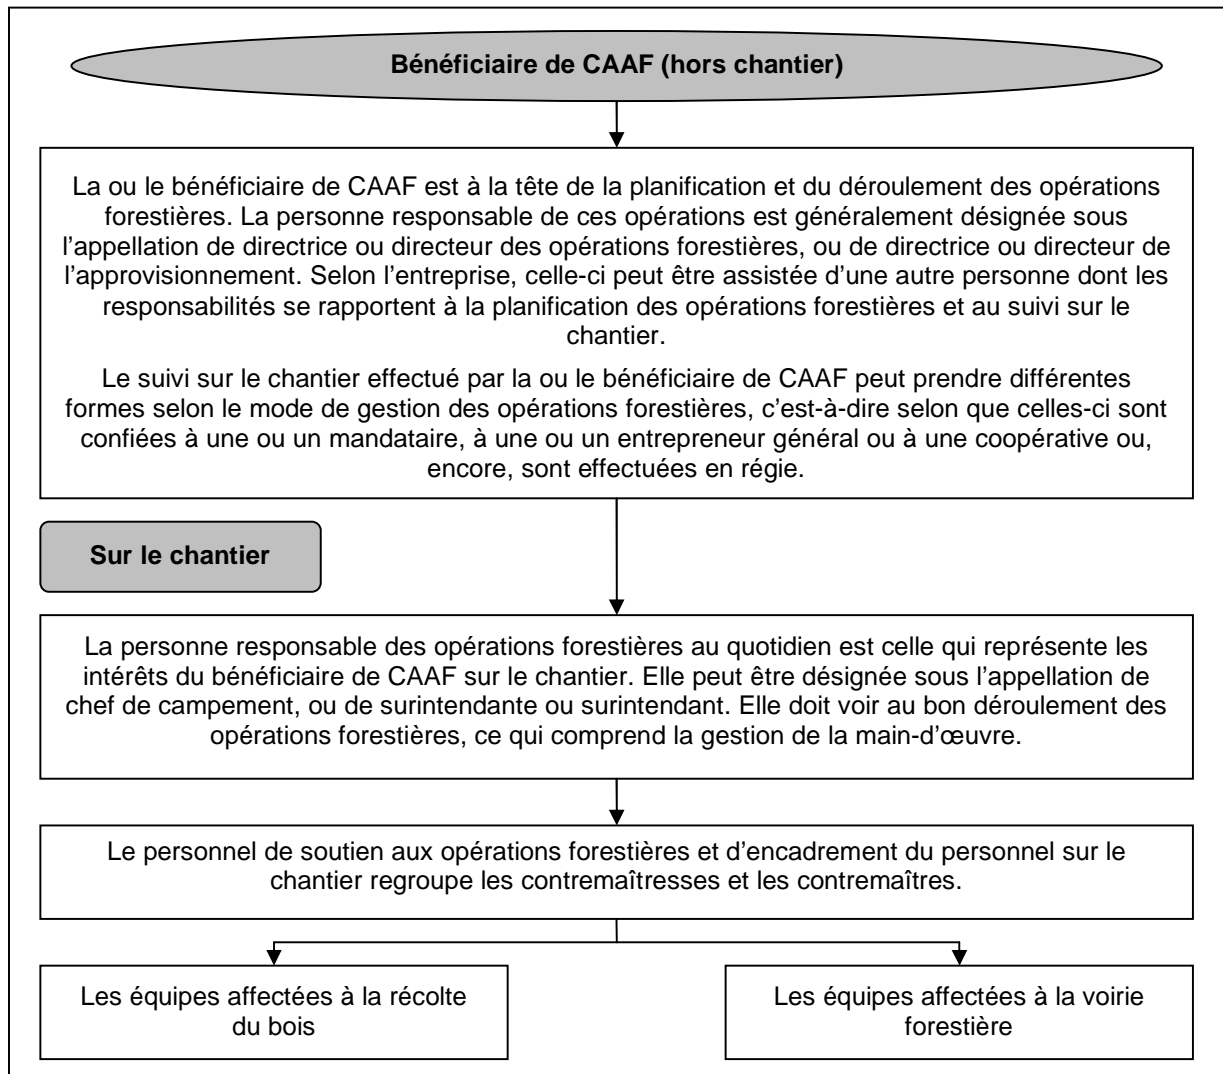 Bénéficiaire de CAAF (hors chantier)
La ou le bénéficiaire de CAAF est à la tête de la planification et du déroulement des opérations
forestières. La personne responsable de ces opérations est généralement désignée sous
l’appellation de directrice ou directeur des opérations forestières, ou de directrice ou directeur de
l’approvisionnement. Selon l’entreprise, celle-ci peut être assistée d’une autre personne dont les
responsabilités se rapportent à la planification des opérations forestières et au suivi sur le
chantier.
Le suivi sur le chantier effectué par la ou le bénéficiaire de CAAF peut prendre différentes
formes selon le mode de gestion des opérations forestières, c’est-à-dire selon que celles-ci sont
confiées à une ou un mandataire, à une ou un entrepreneur général ou à une coopérative ou,
encore, sont effectuées en régie.
Sur le chantier
La personne responsable des opérations forestières au quotidien est celle qui représente les
intérêts du bénéficiaire de CAAF sur le chantier. Elle peut être désignée sous l’appellation de
chef de campement, ou de surintendante ou surintendant. Elle doit voir au bon déroulement des
opérations forestières, ce qui comprend la gestion de la main-d’œuvre.
Le personnel de soutien aux opérations forestières et d’encadrement du personnel sur le
chantier regroupe les contremaîtresses et les contremaîtres.
Les équipes affectées à la récolte
du bois
Les équipes affectées à la voirie
forestière